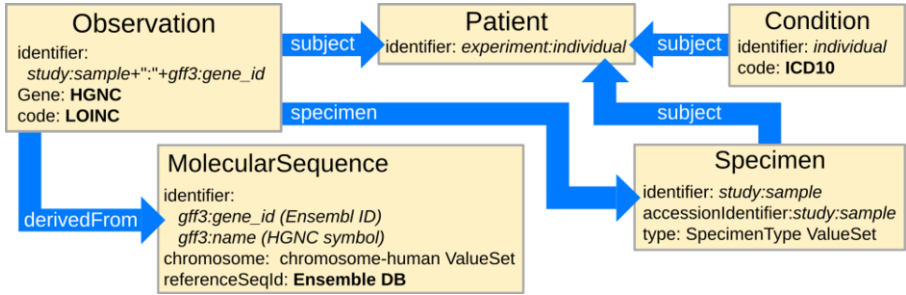 Observation
identifier:
study:sample+":"+gff3:gene_id
Gene: HGNC
code: LOINC
subject
Patient
identifier: experiment:individual
subject
Condition
identifier: individual
code: ICD10
specimen
subject
derivedFrom
MolecularSequence
identifier:
gff3:gene_id (Ensembl ID)
gff3:name (HGNC symbol)
chromosome: chromosome-human ValueSet
referenceSeqId: Ensemble DB
Specimen
identifier: study:sample
accessionIdentifier:study:sample
type: SpecimenType ValueSet